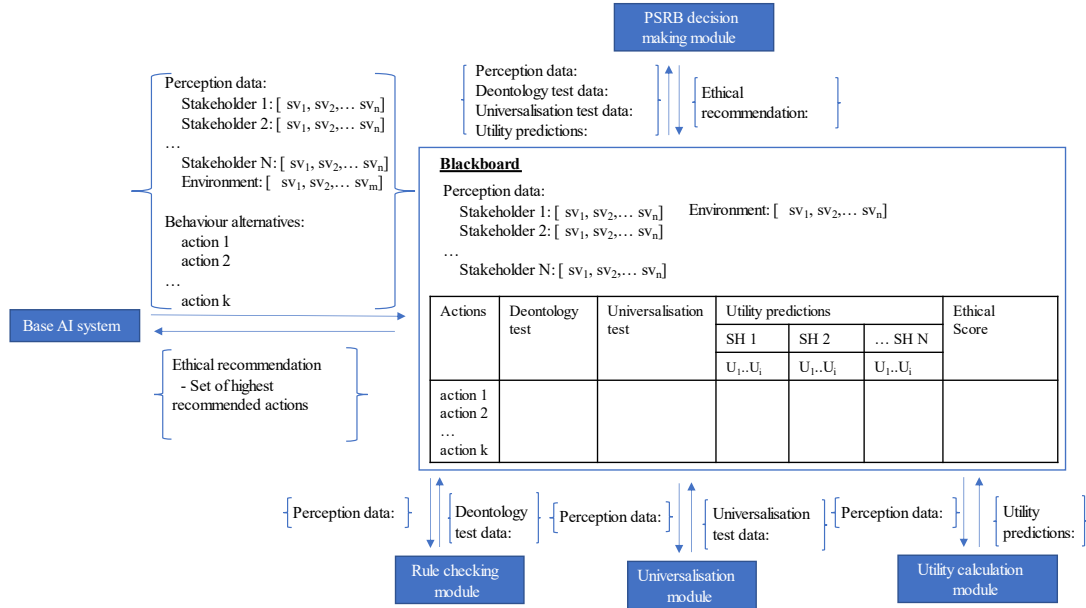 PSRB decision
making module
Perception data:
Deontology test data:
Universalisation test data:
Utility predictions:
Ethical
recommendation:
Perception data:
Stakeholder 1: [ sv1, sv2,… svn]
Stakeholder 2: [ sv1, sv2,… svn]
…
Stakeholder N: [ sv1, sv2,… svn]
Environment: [ sv1, sv2,… svm]
Behaviour alternatives:
action 1
action 2
…
action k
Base AI system
Ethical recommendation
- Set of highest
recommended actions
Blackboard
Perception data:
Stakeholder 1: [ sv1, sv2,… svn] Environment: [ sv1, sv2,… svn]
Stakeholder 2: [ sv1, sv2,… svn]
…
Stakeholder N: [ sv1, sv2,… svn]
Actions Deontology test Universalisation test Utility predictions Ethical Score
SH 1 SH 2 … SH N
U1..Ui U1..Ui U1..Ui
action 1
action 2
…
action k
Perception data:
Deontology
test data:
Perception data:
Universalisation
test data:
Perception data:
Utility
predictions:
Rule checking
module
Universalisation
module
Utility calculation
module